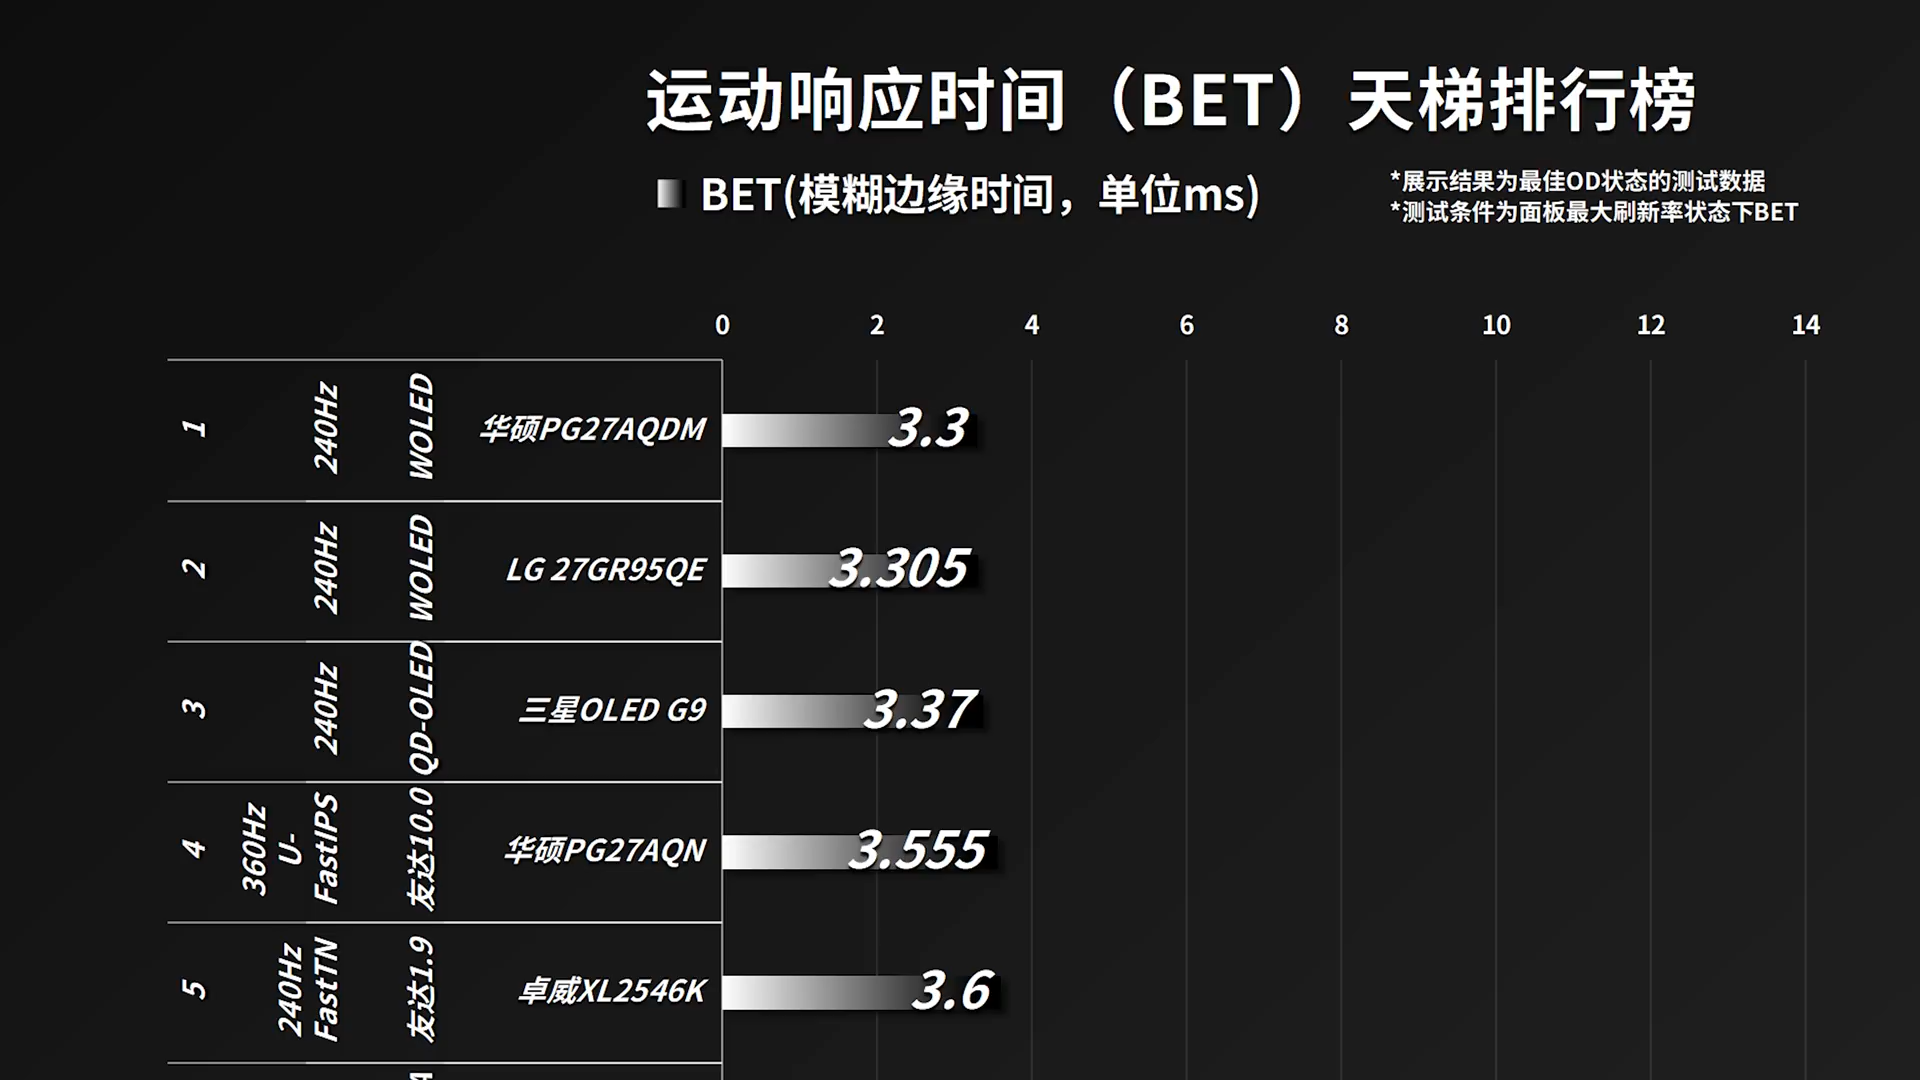 运动响应时间（BET）天梯排行榜
BET(模糊边缘时间，单位ms)
*展示结果为最佳OD状态的测试数据
*测试条件为面板最大刷新率状态下BET
0 2 4 6 8 10 12 14
1 240Hz WOLED 华硕PG27AQDM 3.3
2 240Hz WOLED LG 27GR95QE 3.305
3 240Hz QD-OLED 三星OLED G9 3.37
4 360Hz U-FastIPS 友达10.0 华硕PG27AQN 3.555
5 240Hz FastTN 友达1.9 卓威XL2546K 3.6